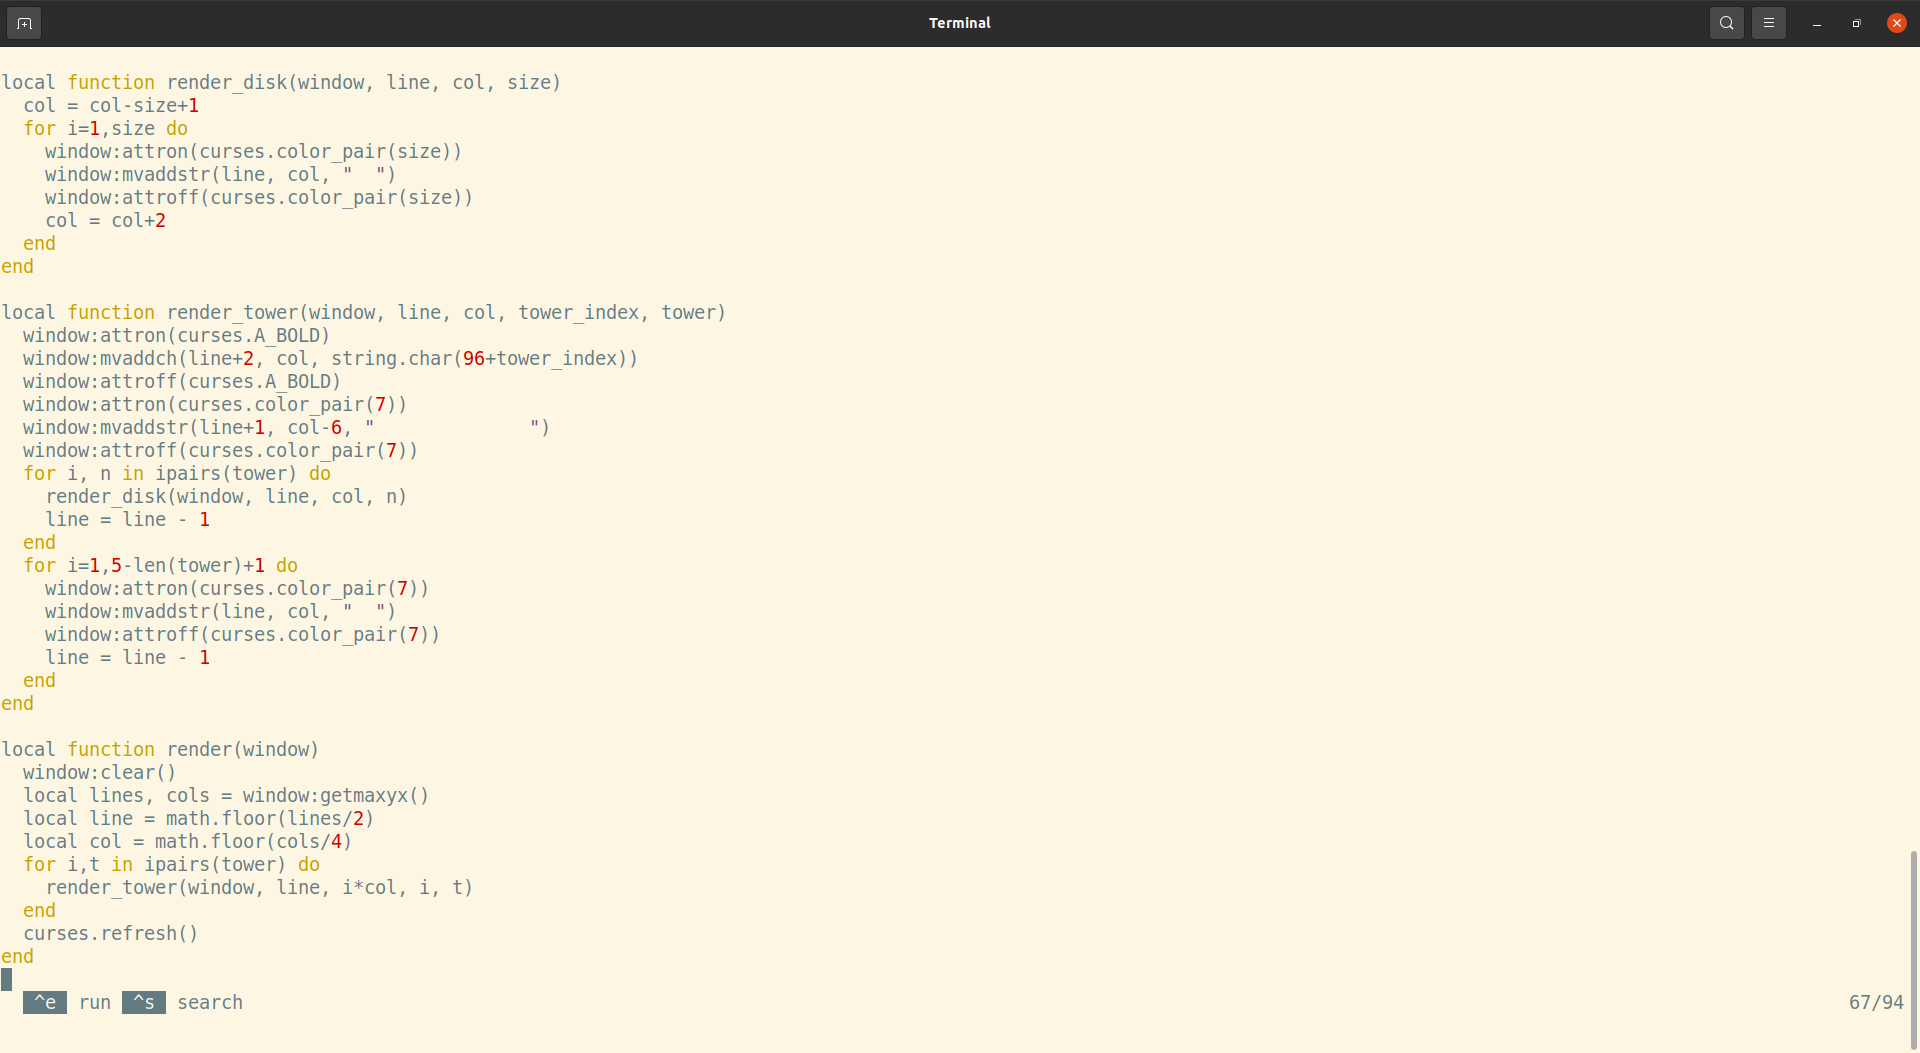 Terminal
local function render_disk(window, line, col, size)
  col = col-size+1
  for i=1,size do
    window:attron(curses.color_pair(size))
    window:mvaddstr(line, col, "  ")
    window:attroff(curses.color_pair(size))
    col = col+2
  end
end

local function render_tower(window, line, col, tower_index, tower)
  window:attron(curses.A_BOLD)
  window:mvaddch(line+2, col, string.char(96+tower_index))
  window:attroff(curses.A_BOLD)
  window:attron(curses.color_pair(7))
  window:mvaddstr(line+1, col-6, "              ")
  window:attroff(curses.color_pair(7))
  for i, n in ipairs(tower) do
    render_disk(window, line, col, n)
    line = line - 1
  end
  for i=1,5-len(tower)+1 do
    window:attron(curses.color_pair(7))
    window:mvaddstr(line, col, "  ")
    window:attroff(curses.color_pair(7))
    line = line - 1
  end
end

local function render(window)
  window:clear()
  local lines, cols = window:getmaxyx()
  local line = math.floor(lines/2)
  local col = math.floor(cols/4)
  for i,t in ipairs(tower) do
    render_tower(window, line, i*col, i, t)
  end
  curses.refresh()
end
^e run ^s search 67/94